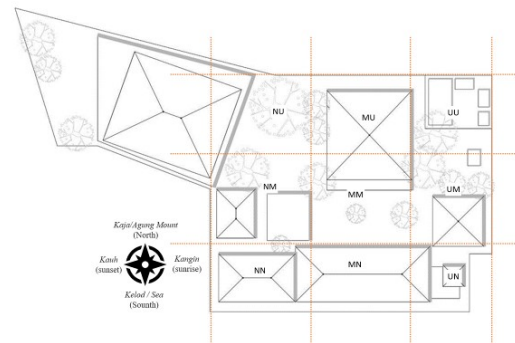 NU
MU
UU
NM
MM
UM
NN
MN
UN
Kaja/Agung Mount
(North)
Kauh
(sunset)
Kangin
(sunrise)
Kelod / Sea
(Sounth)